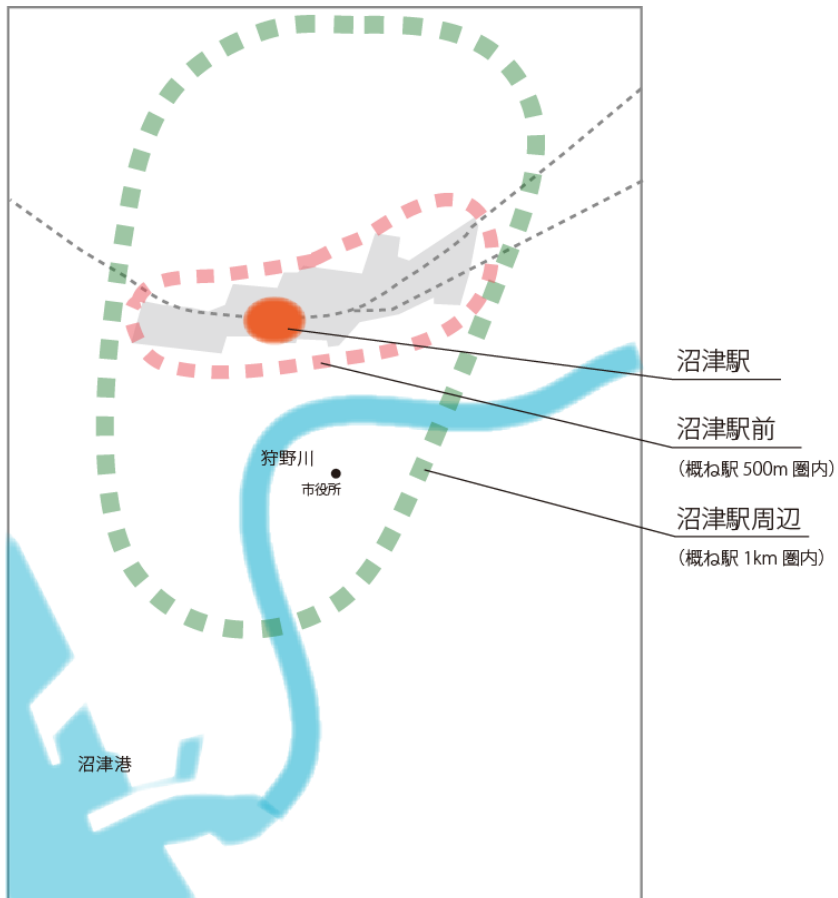 沼津駅
沼津駅前
(概ね駅 500m 圏内)
狩野川
市役所
沼津駅周辺
(概ね駅 1km 圏内)
沼津港